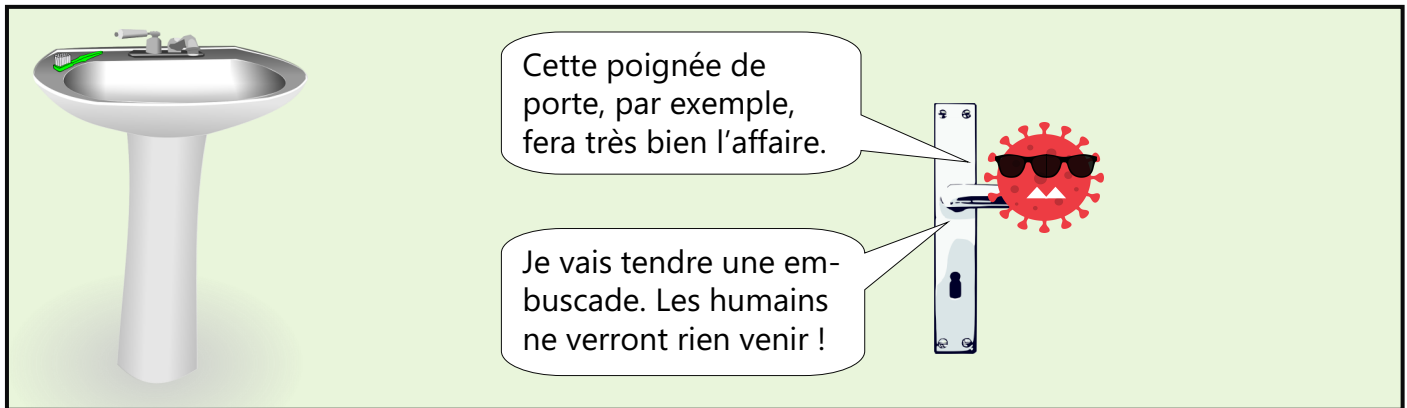 Cette poignée de
porte, par exemple,
fera très bien l’affaire.
Je vais tendre une em-
buscade. Les humains
ne verront rien venir !